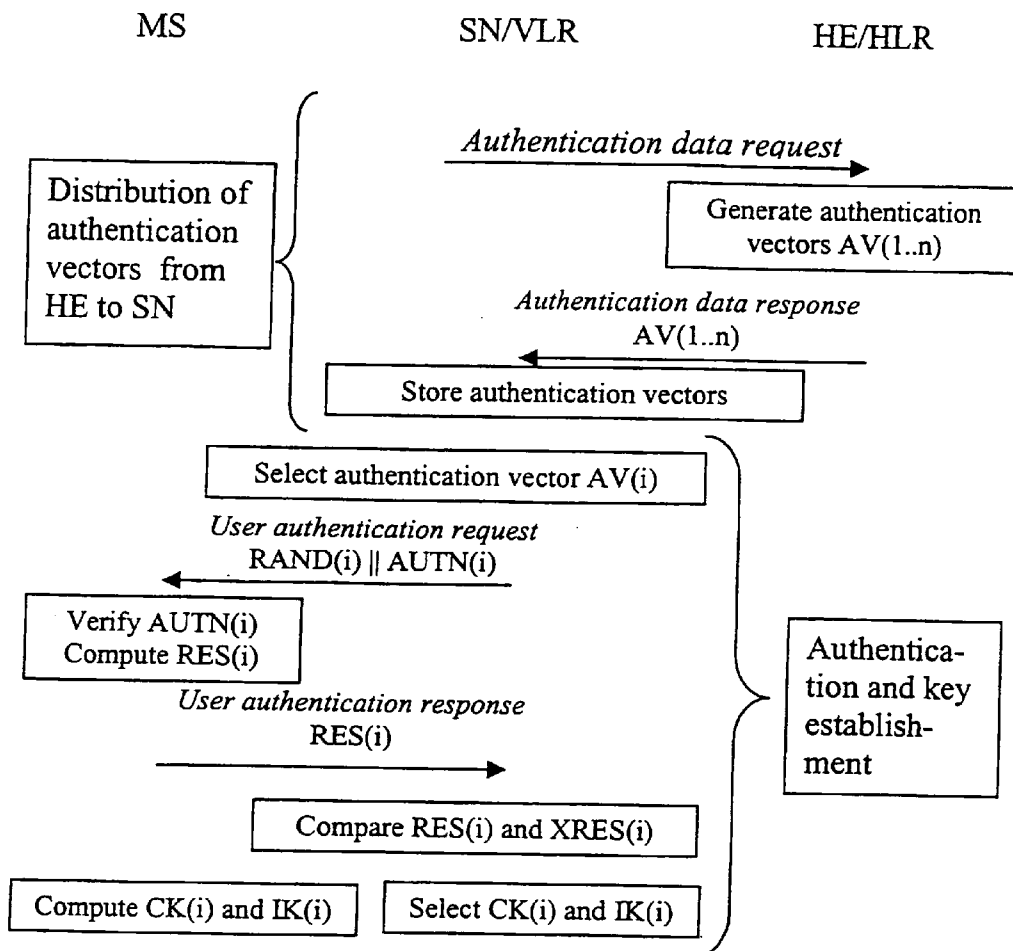 MS
SN/VLR
HE/HLR
Authentication data request
Distribution of
authentication
vectors from
HE to SN
Generate authentication
vectors AV(1..n)
Authentication data response
AV(1..n)
Store authentication vectors
Select authentication vector AV(i)
User authentication request
RAND(i) || AUTN(i)
Verify AUTN(i)
Compute RES(i)
User authentication response
RES(i)
Authentica-
tion and key
establish-
ment
Compare RES(i) and XRES(i)
Compute CK(i) and IK(i)
Select CK(i) and IK(i)